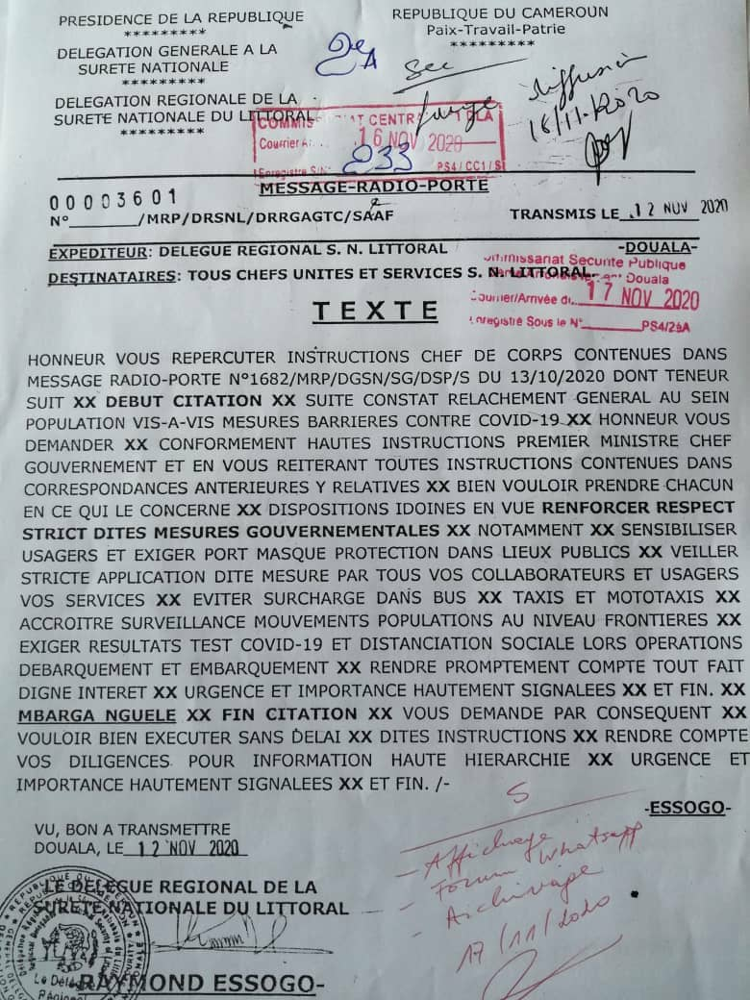 PRESIDENCE DE LA REPUBLIQUE
*********
DELEGATION GENERALE A LA
SURETE NATIONALE
*********
DELEGATION REGIONALE DE LA
SURETE NATIONALE DU LITTORAL
*********
REPUBLIQUE DU CAMEROUN
Paix-Travail-Patrie
*********
2e A
Sec
diffusion
16/11/2020
COMMIS AT CENTR 1 DLA
Courrier A
16 NOV 2020
233
Enregistré S/N° PS4/CC1/S
MESSAGE-RADIO-PORTE
00003601
N°______/MRP/DRSNL/DRRGAGTC/SAAF
TRANSMIS LE 12 NOV 2020
EXPEDITEUR: DELEGUE REGIONAL S. N. LITTORAL -DOUALA-
DESTINATAIRES: TOUS CHEFS UNITES ET SERVICES S. N. LITTORAL.
Commissariat Securité Publique
Douala
Courrier/Arrivée du 17 NOV 2020
Enregistré Sous le N°______PS4/29A
TEXTE
HONNEUR VOUS REPERCUTER INSTRUCTIONS CHEF DE CORPS CONTENUES DANS
MESSAGE RADIO-PORTE N°1682/MRP/DGSN/SG/DSP/S DU 13/10/2020 DONT TENEUR
SUIT XX DEBUT CITATION XX SUITE CONSTAT RELACHEMENT GENERAL AU SEIN
POPULATION VIS-A-VIS MESURES BARRIERES CONTRE COVID-19 XX HONNEUR VOUS
DEMANDER XX CONFORMEMENT HAUTES INSTRUCTIONS PREMIER MINISTRE CHEF
GOUVERNEMENT ET EN VOUS REITERANT TOUTES INSTRUCTIONS CONTENUES DANS
CORRESPONDANCES ANTERIEURES Y RELATIVES XX BIEN VOULOIR PRENDRE CHACUN
EN CE QUI LE CONCERNE XX DISPOSITIONS IDOINES EN VUE RENFORCER RESPECT
STRICT DITES MESURES GOUVERNEMENTALES XX NOTAMMENT XX SENSIBILISER
USAGERS ET EXIGER PORT MASQUE PROTECTION DANS LIEUX PUBLICS XX VEILLER
STRICTE APPLICATION DITE MESURE PAR TOUS VOS COLLABORATEURS ET USAGERS
VOS SERVICES XX EVITER SURCHARGE DANS BUS XX TAXIS ET MOTOTAXIS XX
ACCROITRE SURVEILLANCE MOUVEMENTS POPULATIONS AU NIVEAU FRONTIERES XX
EXIGER RESULTATS TEST COVID-19 ET DISTANCIATION SOCIALE LORS OPERATIONS
DEBARQUEMENT ET EMBARQUEMENT XX RENDRE PROMPTEMENT COMPTE TOUT FAIT
DIGNE INTERET XX URGENCE ET IMPORTANCE HAUTEMENT SIGNALEES XX ET FIN. XX
MBARGA NGUELE XX FIN CITATION XX VOUS DEMANDE PAR CONSEQUENT XX
VOULOIR BIEN EXECUTER SANS DELAI XX DITES INSTRUCTIONS XX RENDRE COMPTE
VOS DILIGENCES POUR INFORMATION HAUTE HIERARCHIE XX URGENCE ET
IMPORTANCE HAUTEMENT SIGNALEES XX ET FIN. /-
-ESSOGO-
S
- Affichage
- Forum Whatsapp
- Archivage
17/11/2020
VU, BON A TRANSMETTRE
DOUALA, LE 12 NOV 2020
LE DELEGUE REGIONAL DE LA
SURETE NATIONALE DU LITTORAL
Le Délégué
Régional
RAYMOND ESSOGO-